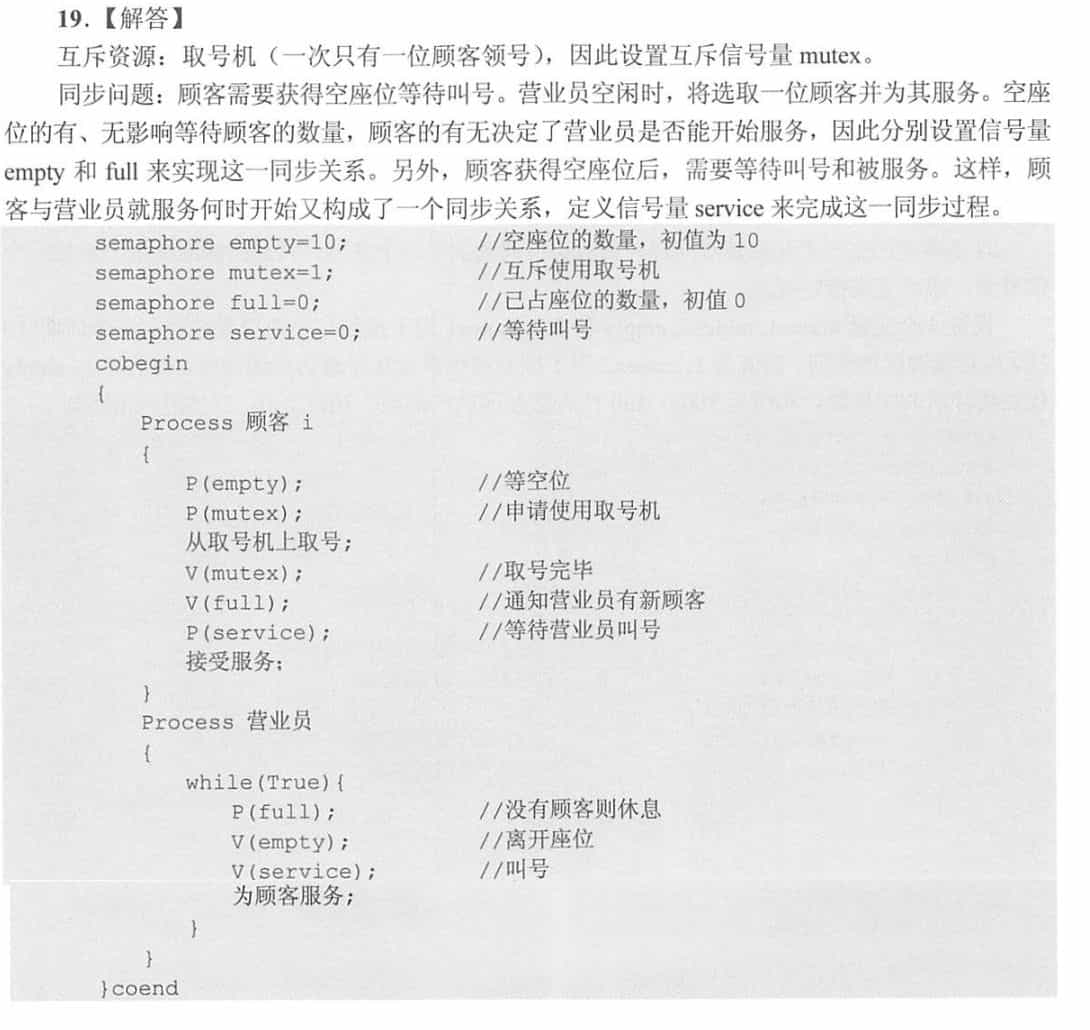 19.【解答】
互斥资源：取号机（一次只有一位顾客领号），因此设置互斥信号量 mutex。
同步问题：顾客需要获得空座位等待叫号。营业员空闲时，将选取一位顾客并为其服务。空座
位的有、无影响等待顾客的数量，顾客的有无决定了营业员是否能开始服务，因此分别设置信号量
empty 和 full 来实现这一同步关系。另外，顾客获得空座位后，需要等待叫号和被服务。这样，顾
客与营业员就服务何时开始又构成了一个同步关系，定义信号量 service 来完成这一同步过程。
semaphore empty=10; //空座位的数量，初值为 10
semaphore mutex=1; //互斥使用取号机
semaphore full=0; //已占座位的数量，初值 0
semaphore service=0; //等待叫号
cobegin
{
Process 顾客 i
{
P(empty); //等空位
P(mutex); //申请使用取号机
从取号机上取号;
V(mutex); //取号完毕
V(full); //通知营业员有新顾客
P(service); //等待营业员叫号
接受服务;
}
Process 营业员
{
while(True){
P(full); //没有顾客则休息
V(empty); //离开座位
V(service); //叫号
为顾客服务;
}
}
}coend